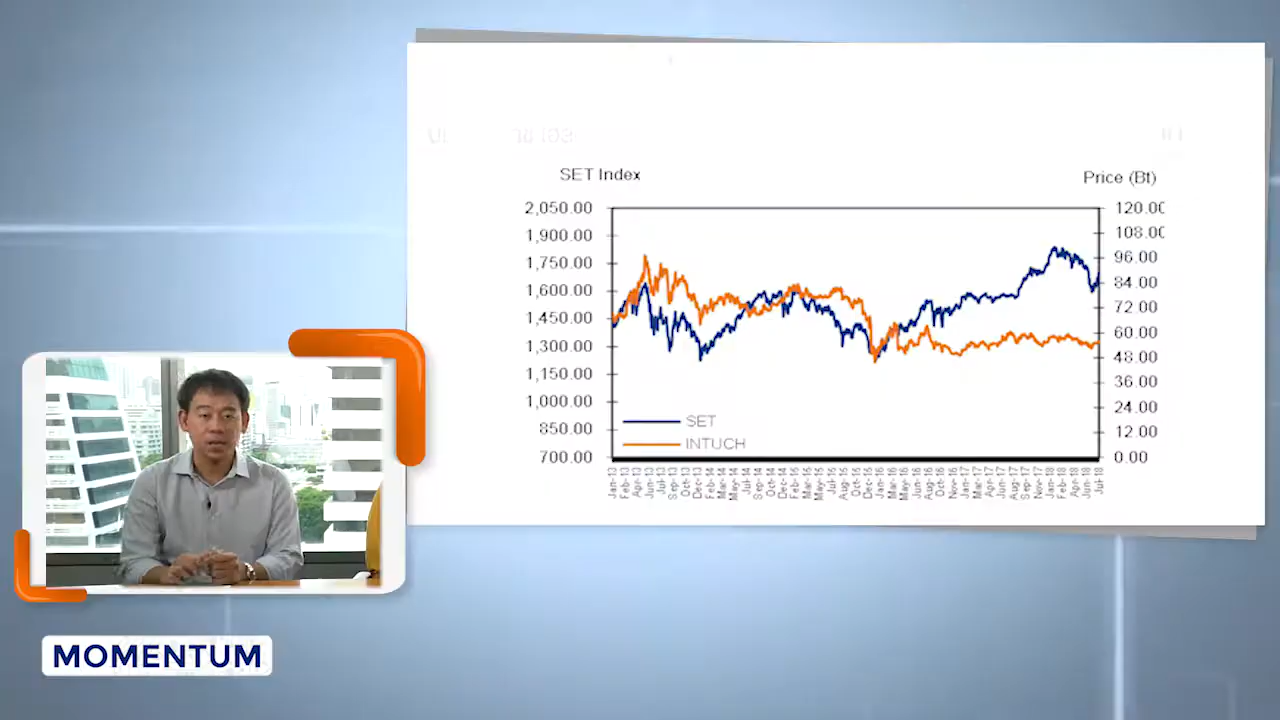 SET Index
Price (Bt)
2,050.00
1,900.00
1,750.00
1,600.00
1,450.00
1,300.00
1,150.00
1,000.00
850.00
700.00
120.00
108.00
96.00
84.00
72.00
60.00
48.00
36.00
24.00
12.00
0.00
SET
INTUCH
Jan-13
Feb-13
Apr-13
Jun-13
Jul-13
Sep-13
Oct-13
Dec-13
Feb-14
Mar-14
May-14
Jul-14
Sep-14
Oct-14
Dec-14
Feb-15
Mar-15
May-15
Jul-15
Aug-15
Oct-15
Dec-15
Jan-16
Mar-16
May-16
Jun-16
Aug-16
Oct-16
Nov-16
Jan-17
Mar-17
Apr-17
Jun-17
Aug-17
Sep-17
Nov-17
Jan-18
Feb-18
Apr-18
Jul-18
MOMENTUM